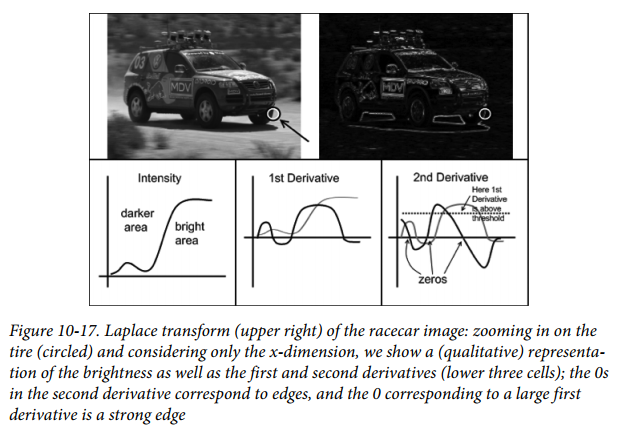 03
MDV
MDV
Intensity
darker
area
bright
area
1st Derivative
2nd Derivative
Here 1st
Derivative
is above
threshold
zeros
Figure 10-17. Laplace transform (upper right) of the racecar image: zooming in on the
tire (circled) and considering only the x-dimension, we show a (qualitative) representa-
tion of the brightness as well as the first and second derivatives (lower three cells); the 0s
in the second derivative correspond to edges, and the 0 corresponding to a large first
derivative is a strong edge